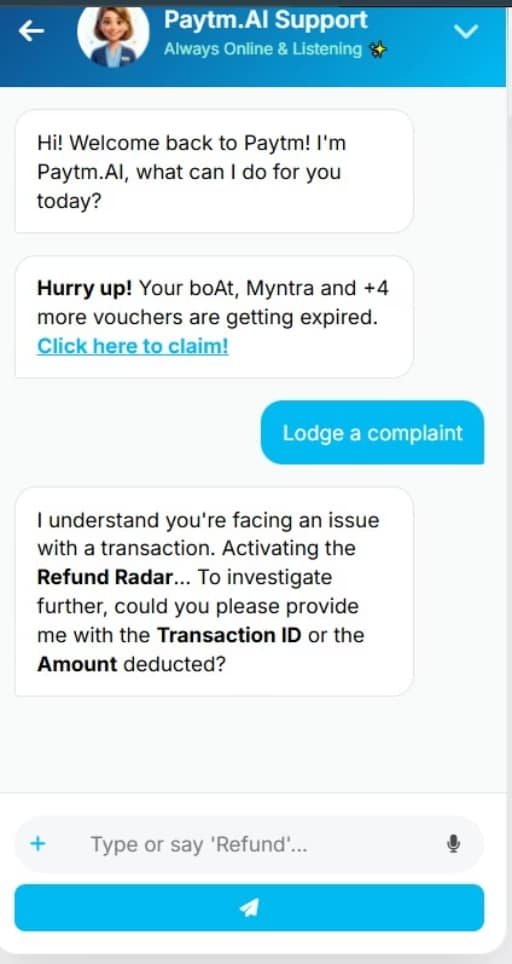 Paytm.AI Support
Always Online & Listening ✨
Hi! Welcome back to Paytm! I'm
Paytm.AI, what can I do for you
today?
Hurry up! Your boAt, Myntra and +4
more vouchers are getting expired.
Click here to claim!
Lodge a complaint
I understand you're facing an issue
with a transaction. Activating the
Refund Radar... To investigate
further, could you please provide
me with the Transaction ID or the
Amount deducted?
Type or say 'Refund'...